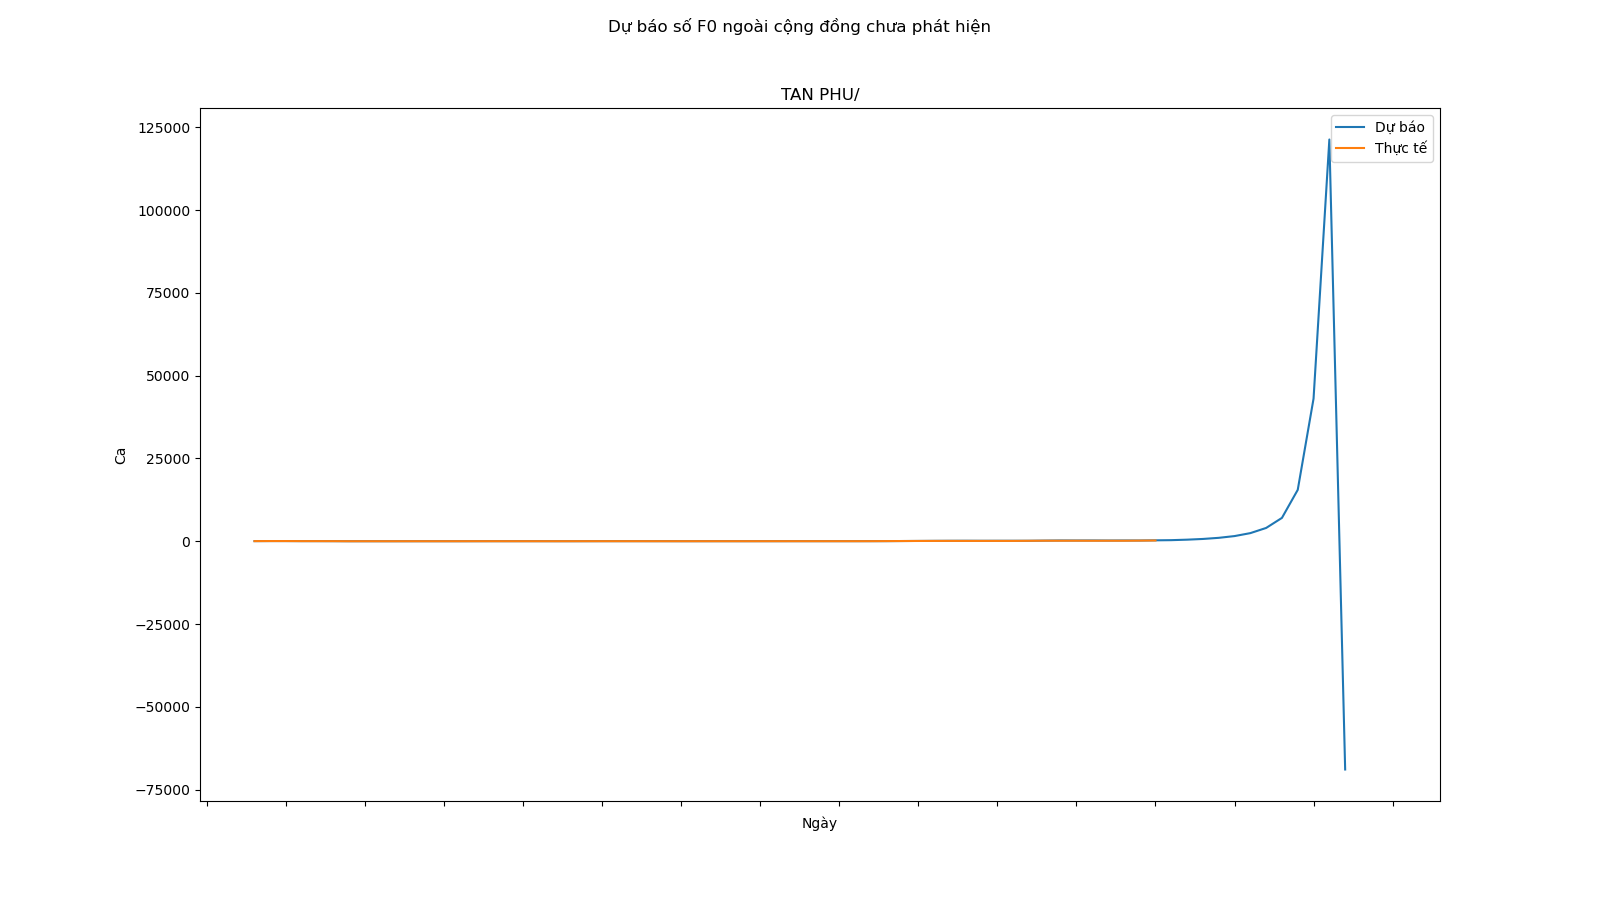 Dự báo số F0 ngoài cộng đồng chưa phát hiện
TAN PHU/
Dự báo
Thực tế
125000
100000
75000
50000
25000
0
−25000
−50000
−75000
Ca
Ngày